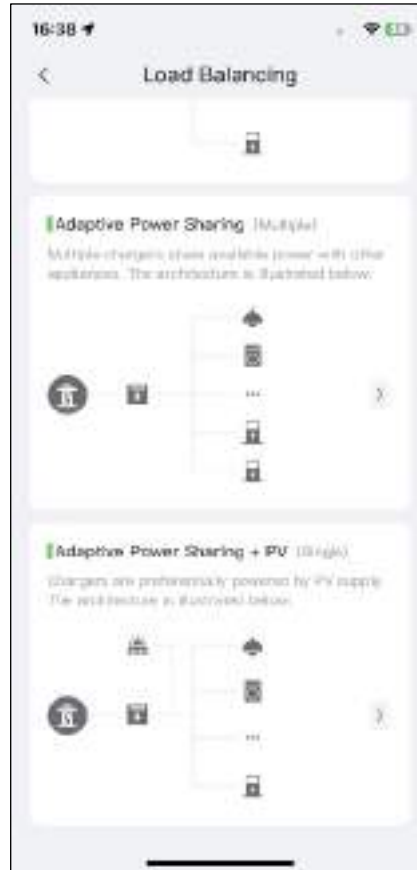 16:38
Load Balancing
Adaptive Power Sharing (Multiple)
Multiple chargers share available power with other
appliances. The architecture is illustrated below.
...
Adaptive Power Sharing + PV (Single)
Chargers are preferentially powered by PV supply.
The architecture is illustrated below.
...